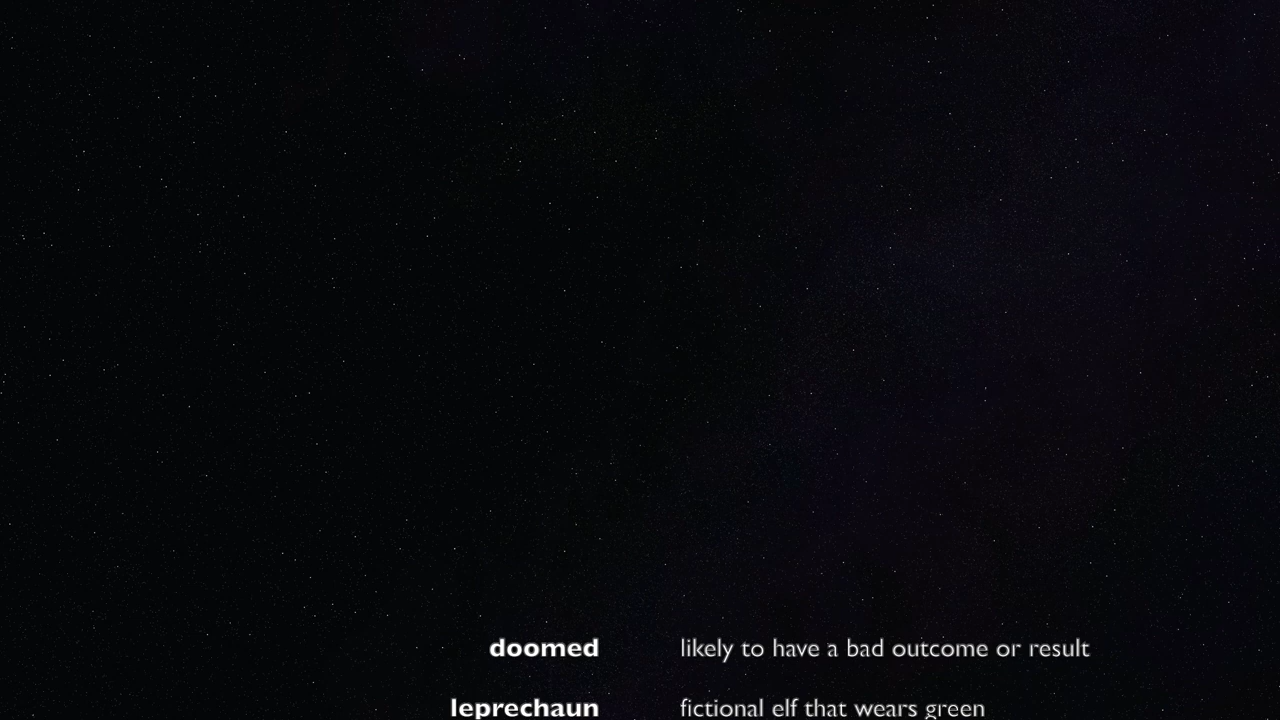 doomed likely to have a bad outcome or result
leprechaun fictional elf that wears green